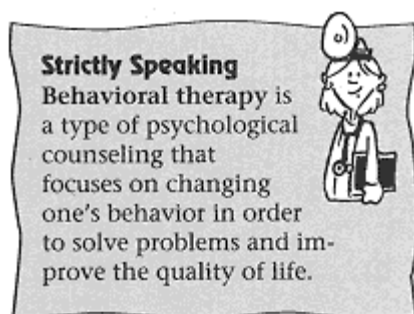 Strictly Speaking
Behavioral therapy is
a type of psychological
counseling that
focuses on changing
one's behavior in order
to solve problems and im-
prove the quality of life.